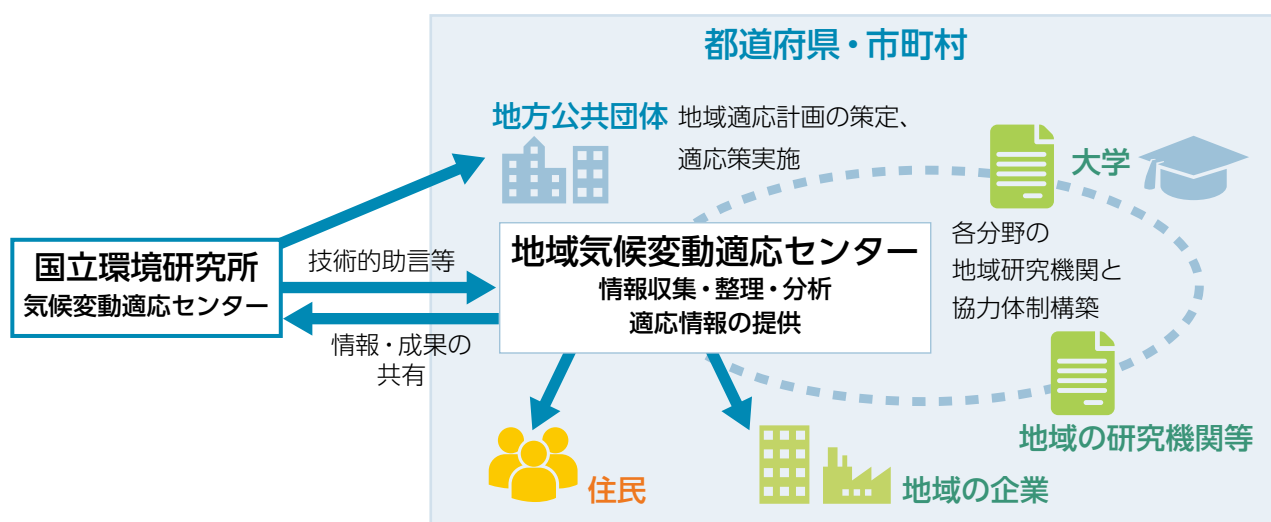 都道府県・市町村
地方公共団体
地域適応計画の策定、
適応策実施
大学
国立環境研究所
気候変動適応センター
技術的助言等
情報・成果の
共有
地域気候変動適応センター
情報収集・整理・分析
適応情報の提供
各分野の
地域研究機関と
協力体制構築
地域の研究機関等
住民
地域の企業